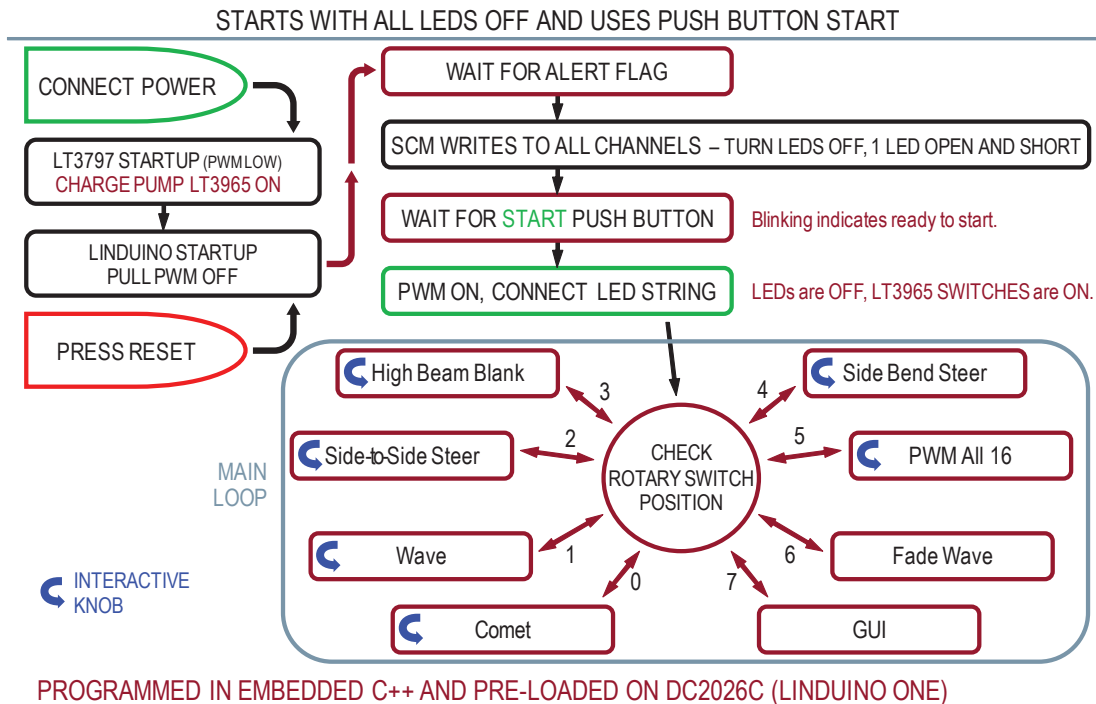 STARTS WITH ALL LEDS OFF AND USES PUSH BUTTON START
CONNECT POWER
LT3797 STARTUP (PWM LOW)
CHARGE PUMP LT3965 ON
LINDUINO STARTUP
PULL PWM OFF
PRESS RESET
WAIT FOR ALERT FLAG
SCM WRITES TO ALL CHANNELS – TURN LEDS OFF, 1 LED OPEN AND SHORT
WAIT FOR START PUSH BUTTON
Blinking indicates ready to start.
PWM ON, CONNECT LED STRING
LEDs are OFF, LT3965 SWITCHES are ON.
MAIN
LOOP
High Beam Blank
3
4
Side Bend Steer
Side-to-Side Steer
2
CHECK
ROTARY SWITCH
POSITION
5
PWM All 16
Wave
1
6
Fade Wave
Comet
0
7
GUI
INTERACTIVE
KNOB
PROGRAMMED IN EMBEDDED C++ AND PRE-LOADED ON DC2026C (LINDUINO ONE)